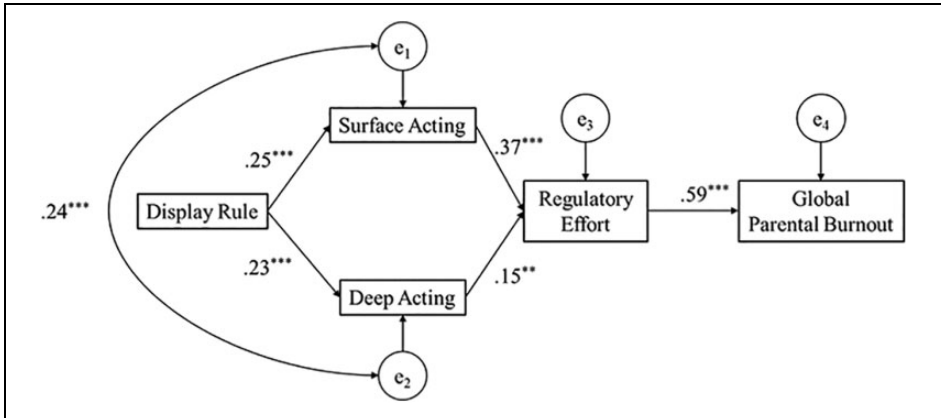 e1
Surface Acting
e3
e4
.25***
.37***
.24***
Display Rule
Regulatory
Effort
.59***
Global
Parental Burnout
.23***
.15**
Deep Acting
e2